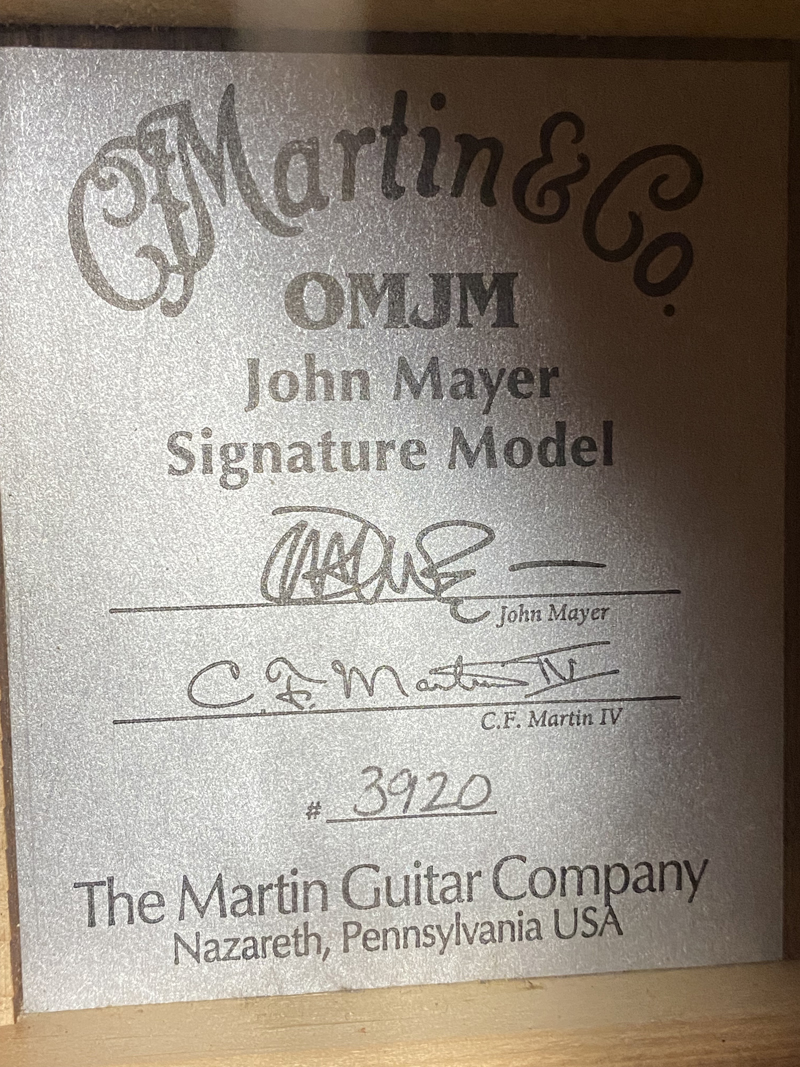 CFMartin & Co.
OMJM
John Mayer
Signature Model
John Mayer
C. F. Martin IV
C.F. Martin IV
# 3920
The Martin Guitar Company
Nazareth, Pennsylvania USA